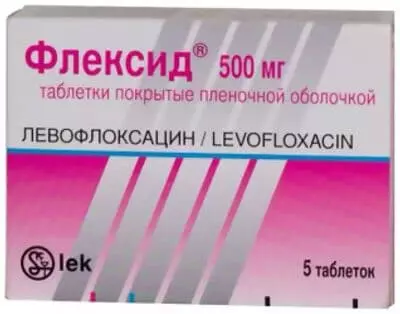 Флексид® 500 мг
таблетки покрытые пленочной оболочкой
ЛЕВОФЛОКСАЦИН / LEVOFLOXACIN
lek
5 таблеток